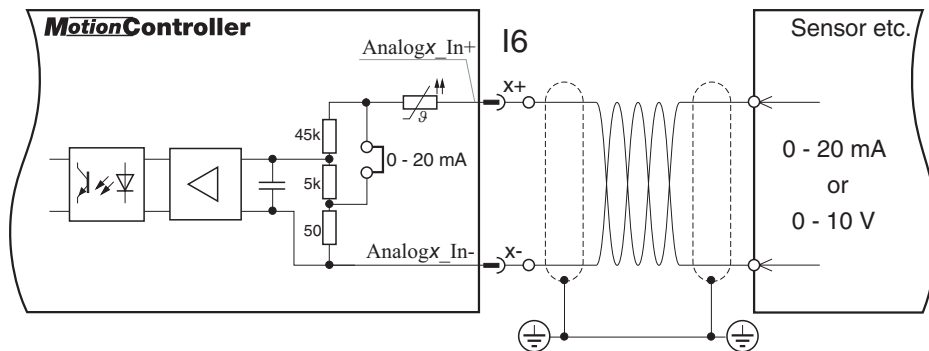 MotionController
Analogx_In+
I6
Sensor etc.
x+
45k
0 - 20 mA
5k
50
Analogx_In-
x-
0 - 20 mA
or
0 - 10 V
ϑ